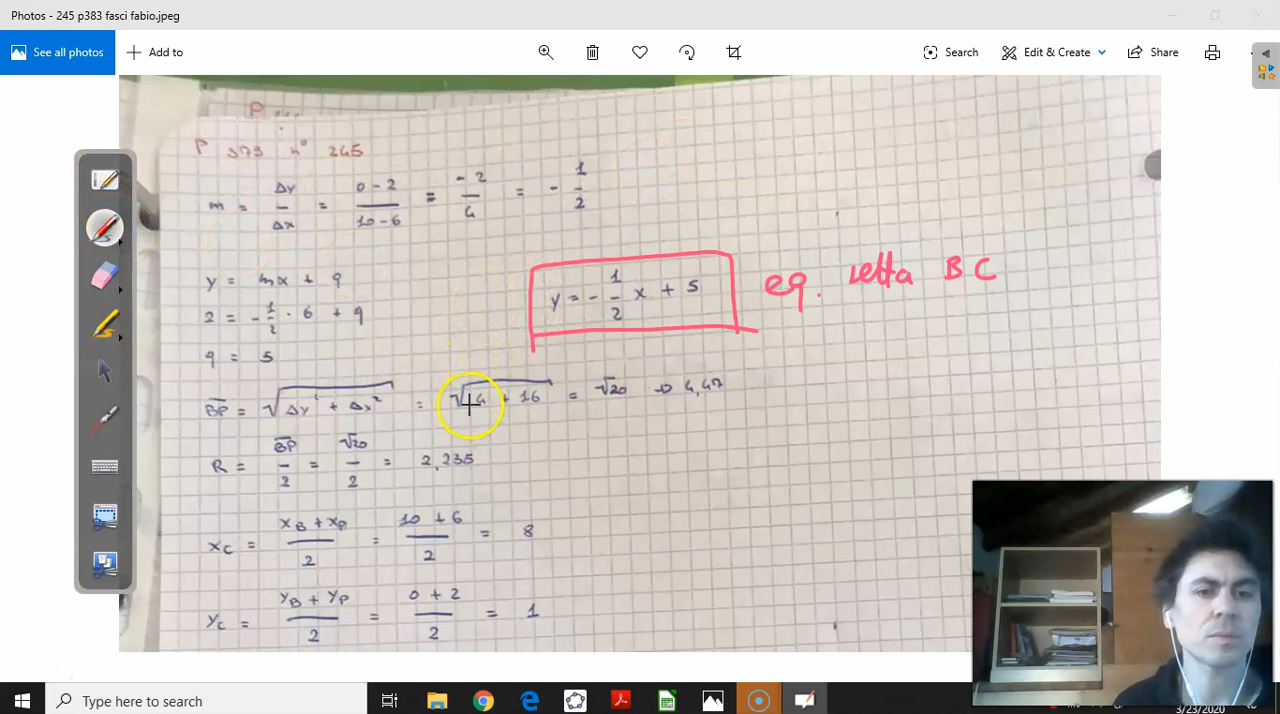 Photos - 245 p383 fasci fabio.jpeg
See all photos
Add to
Search
Edit & Create
Share
P 373 n° 245
m = Δy/Δx = 0 - 2/10 - 6 = -2/4 = - 1/2
y = mx + q
2 = - 1/2 · 6 + q
y = - 1/2 x + 5 eq. retta BC
q = 5
BP = √Δy² + Δx² = √4 + 16 = √20 → 4,47
R = BP/2 = √20/2 = 2,235
xC = xB + xP/2 = 10 + 6/2 = 8
yC = yB + yP/2 = 0 + 2/2 = 1
Type here to search
3/23/2020